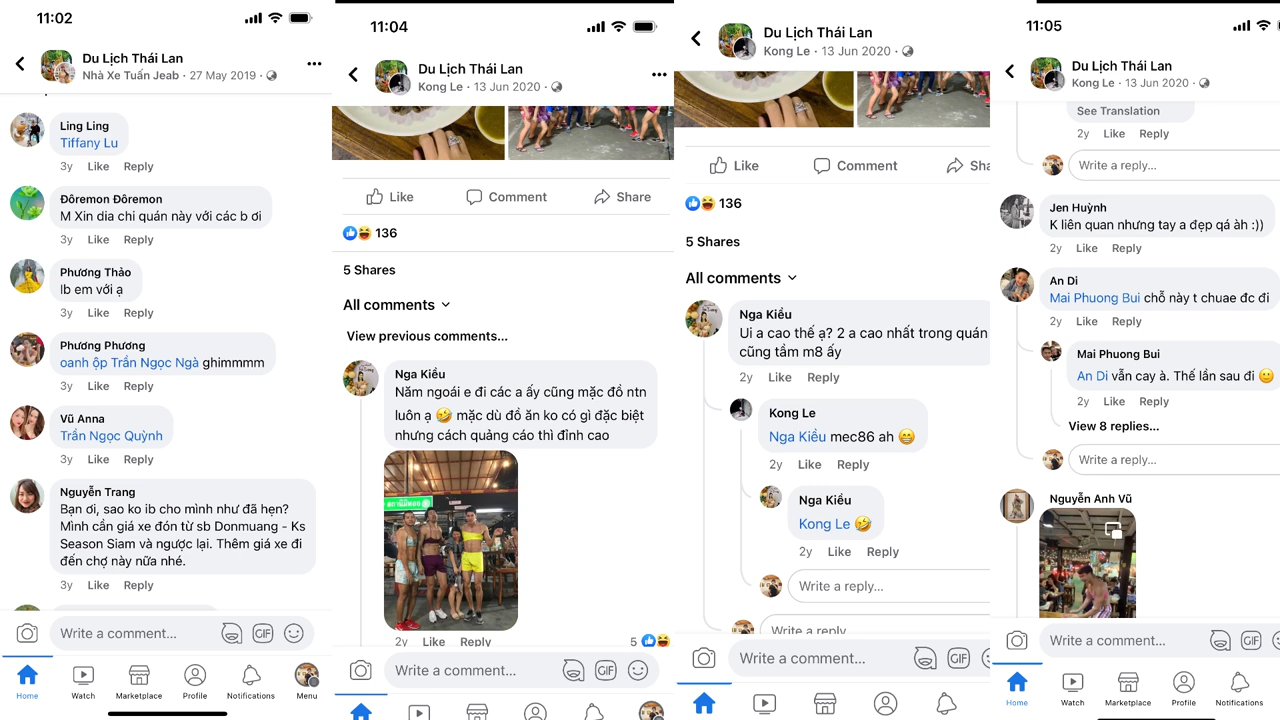 11:02
Du Lịch Thái Lan
Nhà Xe Tuấn Jeab · 27 May 2019 ·
Ling Ling
Tiffany Lu
3y Like Reply
Đôremon Đôremon
M Xin dia chi quán này với các b ơi
3y Like Reply
Phương Thảo
Ib em với ạ
3y Like Reply
Phương Phương
oanh ộp Trần Ngọc Ngà ghimmmm
3y Like Reply
Vũ Anna
Trần Ngọc Quỳnh
3y Like Reply
Nguyễn Trang
Bạn ơi, sao ko ib cho mình như đã hẹn?
Mình cần giá xe đón từ sb Donmuang - Ks
Season Siam và ngược lại. Thêm giá xe đi
đến chợ này nữa nhé.
3y Like Reply
Write a comment...
GIF
Home Watch Marketplace Profile Notifications Menu
11:04
Du Lịch Thái Lan
Kong Le · 13 Jun 2020 ·
Like Comment Share
136
5 Shares
All comments
View previous comments...
Nga Kiều
Năm ngoái e đi các a ấy cũng mặc đồ ntn
luôn ạ 🤣 mặc dù đồ ăn ko có gì đặc biệt
nhưng cách quảng cáo thì đỉnh cao
2y Like Reply 5
Write a comment...
GIF
Du Lịch Thái Lan
Kong Le · 13 Jun 2020 ·
Like Comment Sha
136
5 Shares
All comments
Nga Kiều
Ui a cao thế ạ? 2 a cao nhất trong quán
cũng tầm m8 ấy
2y Like Reply
Kong Le
Nga Kiều mec86 ah 😁
2y Like Reply
Nga Kiều
Kong Le 🤣
2y Like Reply
Write a reply...
Write a reply
Write a comment...
GIF
11:05
Du Lịch Thái Lan
Kong Le · 13 Jun 2020 ·
See Translation
2y Like Reply
Write a reply...
Jen Huỳnh
K liên quan nhưng tay a đẹp qá àh :))
2y Like Reply
An Di
Mai Phuong Bui chỗ này t chuae đc đi
2y Like Reply
Mai Phuong Bui
An Di vẫn cay à. Thế lần sau đi 🙂
2y Like Reply
View 8 replies...
Write a reply...
Nguyễn Anh Vũ
Write a comment...
GIF
Home Watch Marketplace Profile Notifications